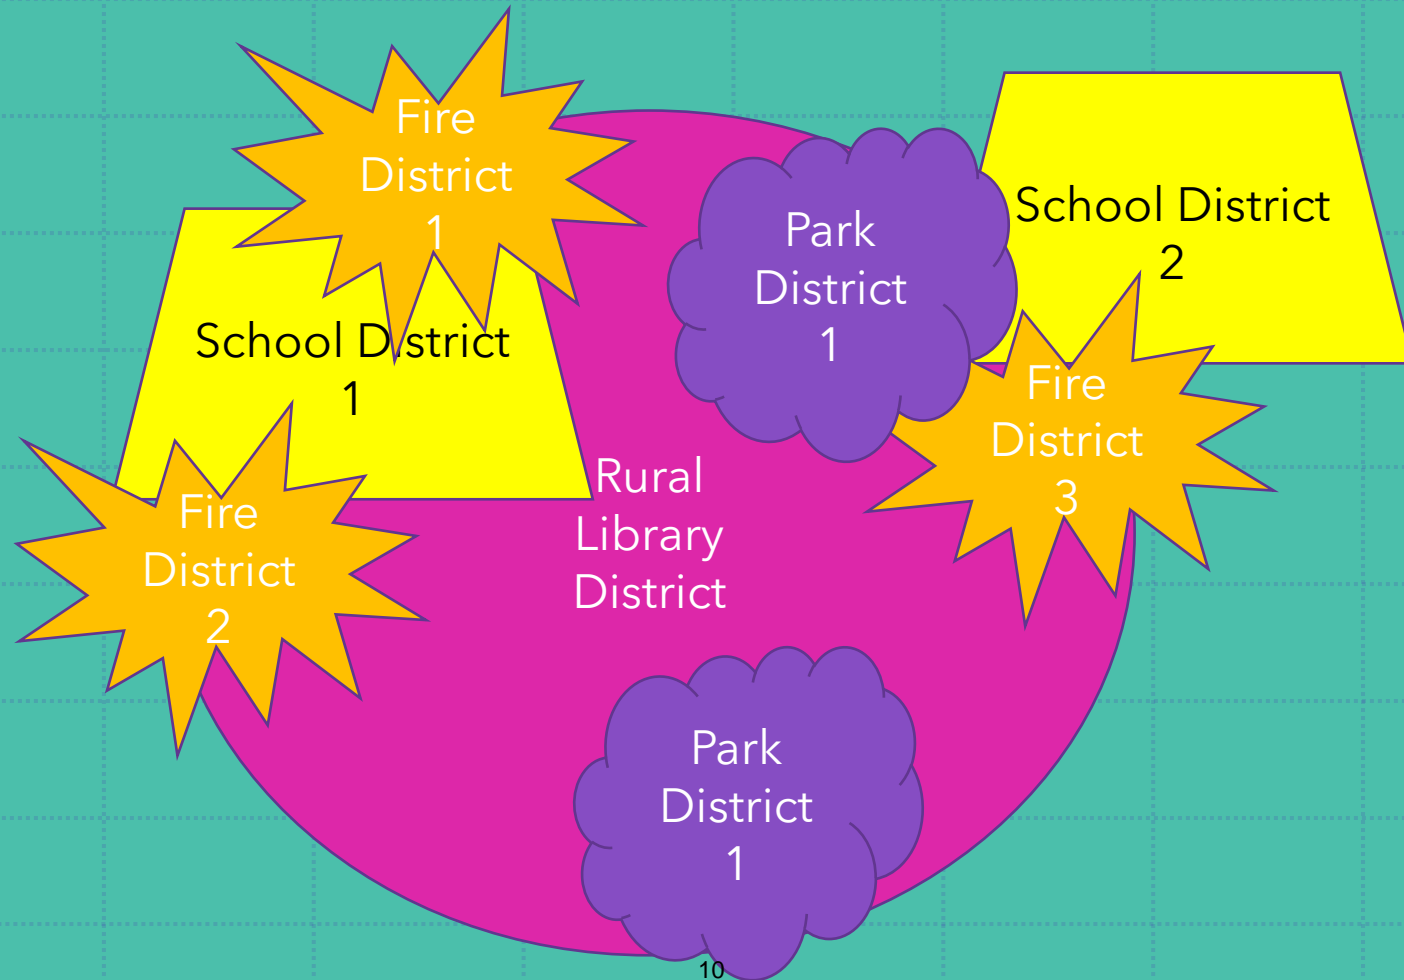 Fire
District
1
School District
1
Fire
District
2
Park
District
1
School District
2
Fire
District
3
Rural
Library
District
Park
District
1
10